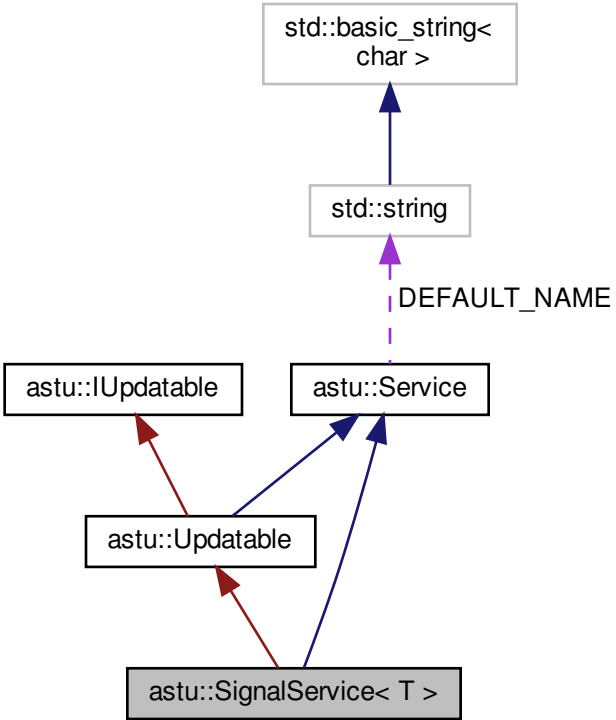 std::basic_string<
char >
std::string
DEFAULT_NAME
astu::IUpdatable
astu::Service
astu::Updatable
astu::SignalService< T >